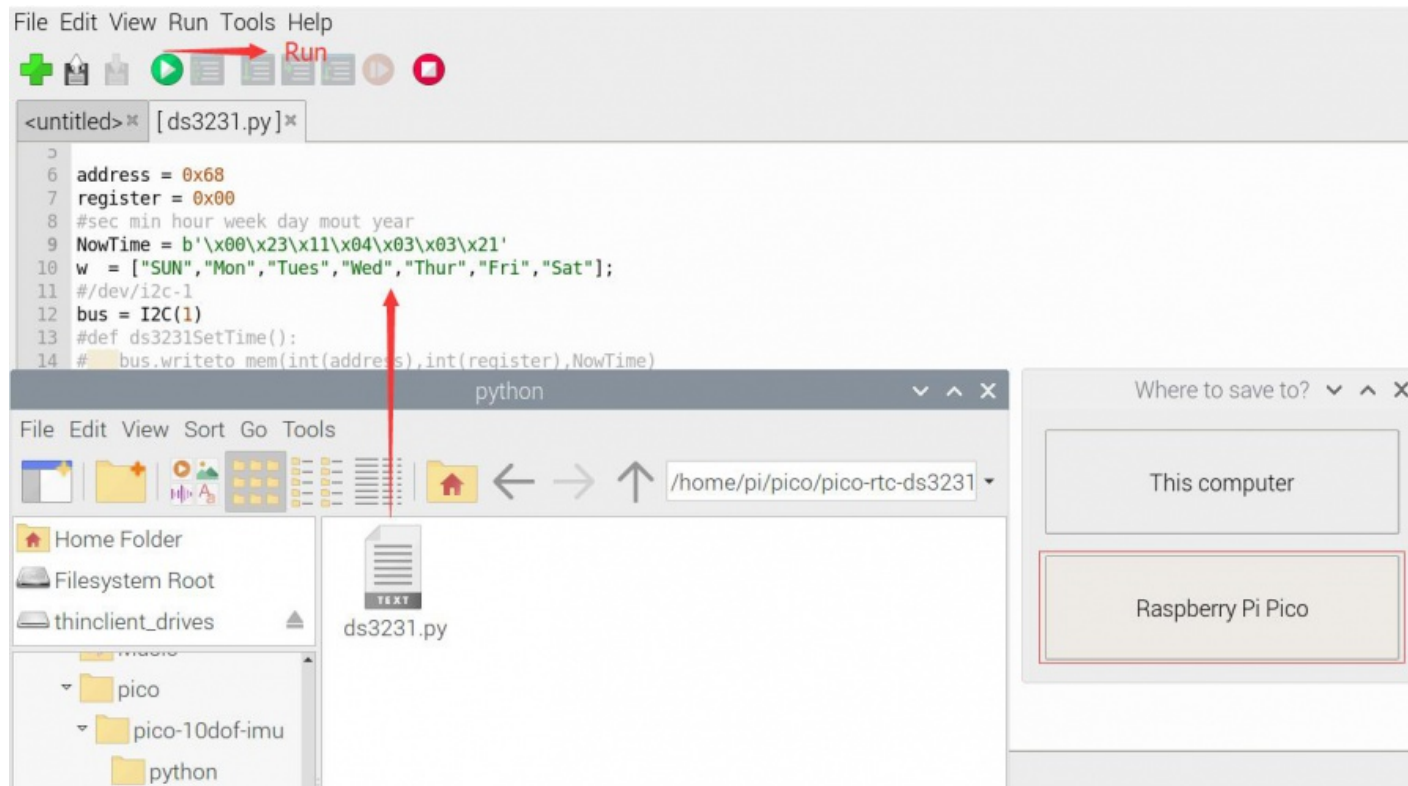 File Edit View Run Tools Help
Run
<untitled> [ ds3231.py ]
6 address = 0x68
7 register = 0x00
8 #sec min hour week day mout year
9 NowTime = b'\x00\x23\x11\x04\x03\x03\x21'
10 w  = ["SUN","Mon","Tues","Wed","Thur","Fri","Sat"];
11 #/dev/i2c-1
12 bus = I2C(1)
13 #def ds3231SetTime():
14 #    bus.writeto_mem(int(address),int(register),NowTime)
python
File Edit View Sort Go Tools
/home/pi/pico/pico-rtc-ds3231
Home Folder
Filesystem Root
thinclient_drives
pico
pico-10dof-imu
python
TEXT
ds3231.py
Where to save to?
This computer
Raspberry Pi Pico